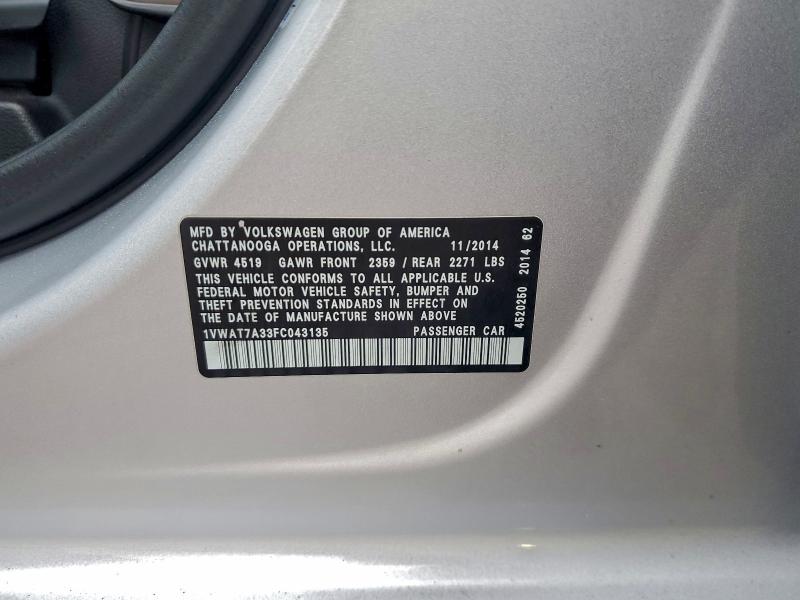 MFD BY VOLKSWAGEN GROUP OF AMERICA
CHATTANOOGA OPERATIONS, LLC. 11/2014
GVWR 4519 GAWR FRONT 2359 / REAR 2271 LBS
THIS VEHICLE CONFORMS TO ALL APPLICABLE U.S.
FEDERAL MOTOR VEHICLE SAFETY, BUMPER AND
THEFT PREVENTION STANDARDS IN EFFECT ON
THE DATE OF MANUFACTURE SHOWN ABOVE
1VWAT7A33FC043135 PASSENGER CAR
4520250 2014 62